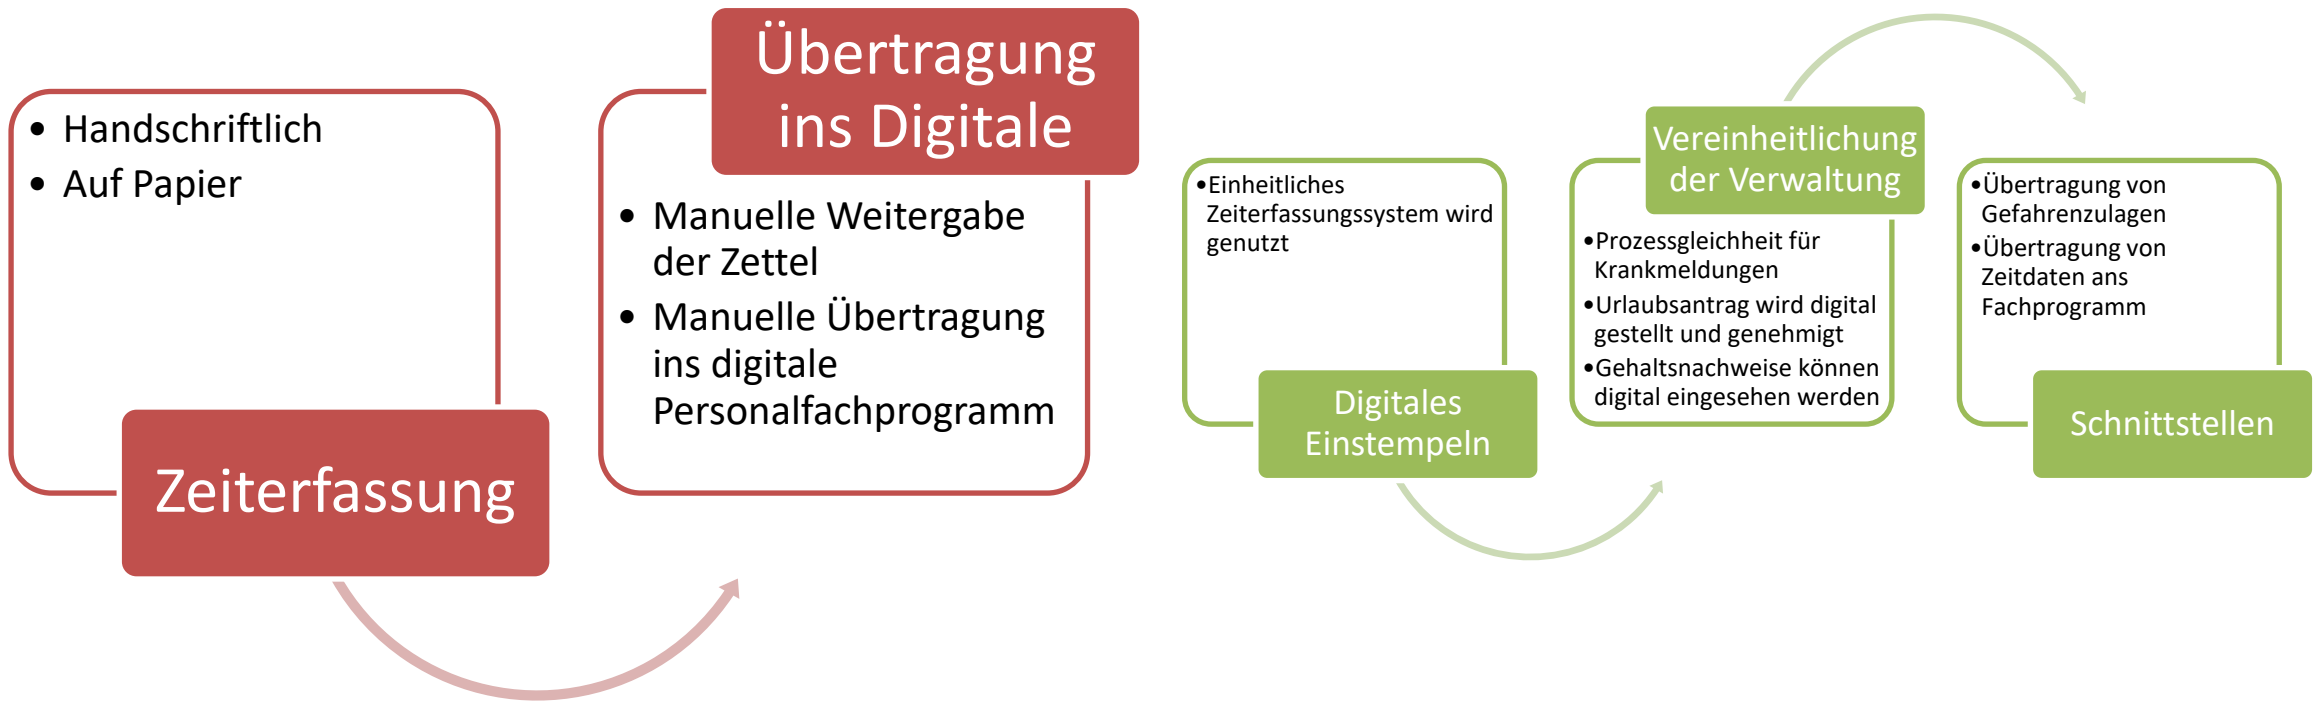 • Handschriftlich
• Auf Papier
Zeiterfassung
Übertragung
ins Digitale
• Manuelle Weitergabe
der Zettel
• Manuelle Übertragung
ins digitale
Personalfachprogramm
•Einheitliches
Zeiterfassungssystem wird
genutzt
Digitales
Einstempeln
Vereinheitlichung
der Verwaltung
•Prozessgleichheit für
Krankmeldungen
•Urlaubsantrag wird digital
gestellt und genehmigt
•Gehaltsnachweise können
digital eingesehen werden
•Übertragung von
Gefahrenzulagen
•Übertragung von
Zeitdaten ans
Fachprogramm
Schnittstellen